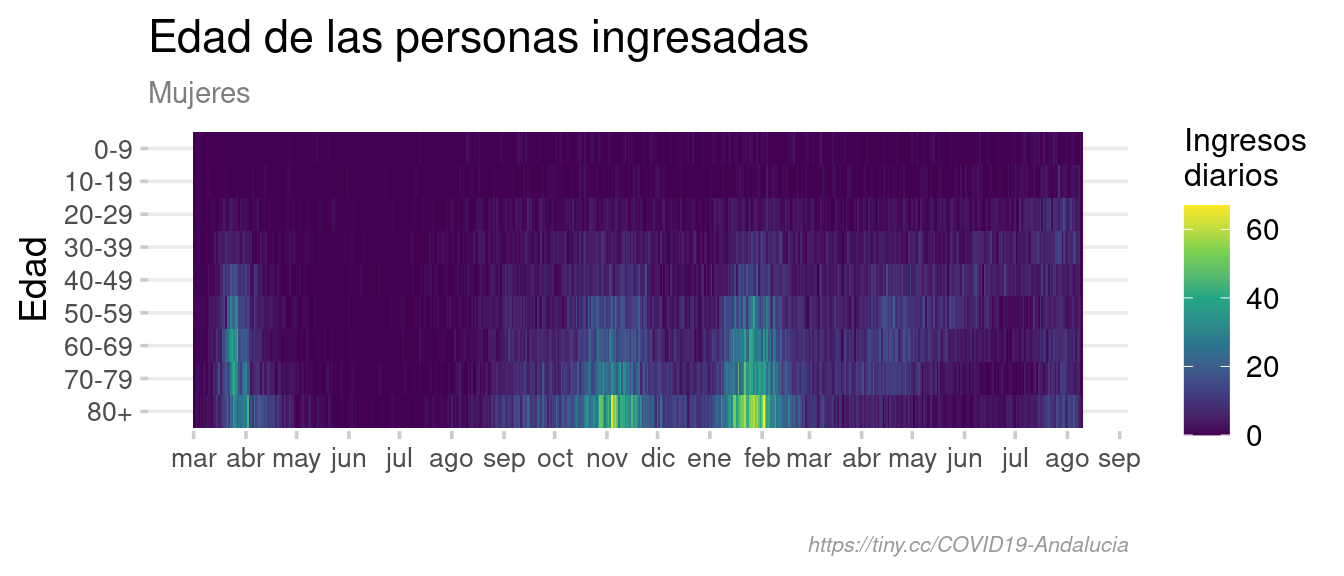 Edad de las personas ingresadas
Mujeres
Edad
0-9
10-19
20-29
30-39
40-49
50-59
60-69
70-79
80+
mar abr may jun jul ago sep oct nov dic ene feb mar abr may jun jul ago sep
Ingresos
diarios
60
40
20
0
https://tiny.cc/COVID19-Andalucia